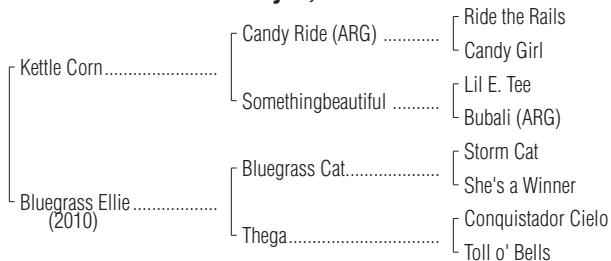 Ride the Rails
Candy Ride (ARG) ............
Candy Girl
Kettle Corn........................
Lil E. Tee
Somethingbeautiful ..........
Bubali (ARG)
Storm Cat
Bluegrass Cat....................
She's a Winner
Bluegrass Ellie ..................
(2010)
Conquistador Cielo
Thega................................
Toll o' Bells